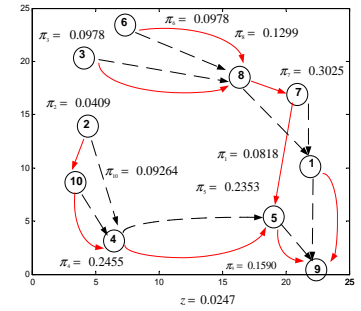 25
20
15
10
5
0
0 5 10 15 20 25
6
3
8
7
2
1
10
5
4
9
π₆ = 0.0978
π₃ = 0.0978
π₈ = 0.1299
π₇ = 0.3025
π₂ = 0.0409
π₁₀ = 0.09264
π₁ = 0.0818
π₅ = 0.2353
π₄ = 0.2455
π₉ = 0.1590
z = 0.0247